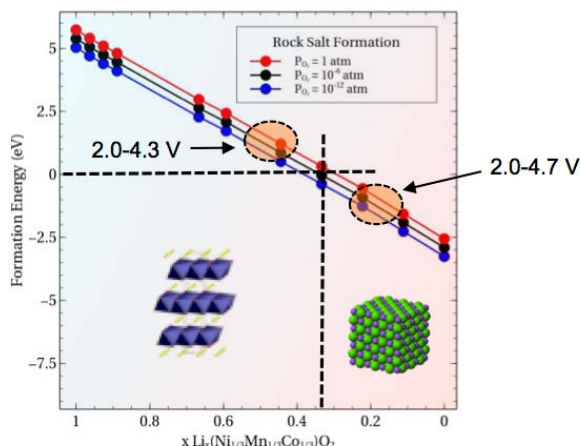 Rock Salt Formation
P_O₂ = 1 atm
P_O₂ = 10⁻⁶ atm
P_O₂ = 10⁻¹² atm
2.0-4.3 V
2.0-4.7 V
Formation Energy (eV)
5
2.5
0
−2.5
−5
−7.5
1
0.8
0.6
0.4
0.2
0
x Liₓ(Ni₁/₃Mn₁/₃Co₁/₃)O₂